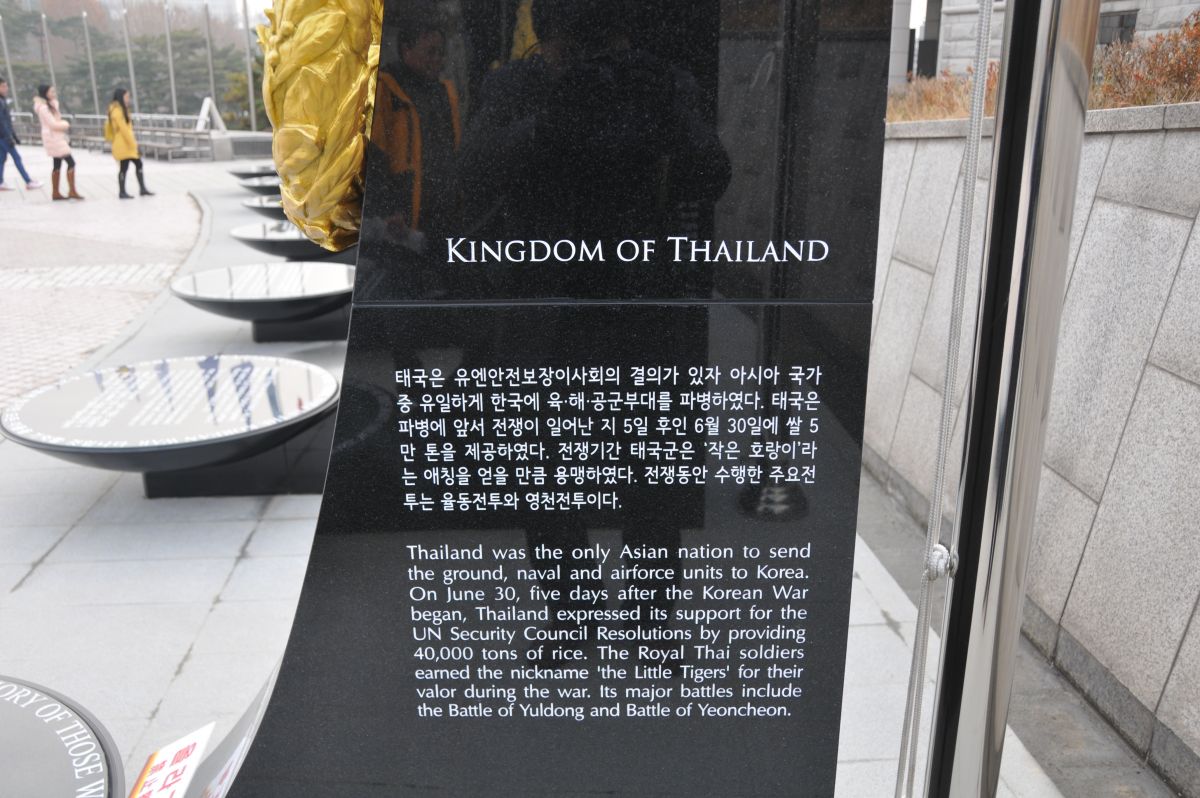 KINGDOM OF THAILAND
태국은 유엔안전보장이사회의 결의가 있자 아시아 국가
중 유일하게 한국에 육·해·공군부대를 파병하였다. 태국은
파병에 앞서 전쟁이 일어난 지 5일 후인 6월 30일에 쌀 5
만 톤을 제공하였다. 전쟁기간 태국군은 '작은 호랑이'라
는 애칭을 얻을 만큼 용맹하였다. 전쟁동안 수행한 주요전
투는 율동전투와 영천전투이다.
Thailand was the only Asian nation to send
the ground, naval and airforce units to Korea.
On June 30, five days after the Korean War
began, Thailand expressed its support for the
UN Security Council Resolutions by providing
40,000 tons of rice. The Royal Thai soldiers
earned the nickname 'the Little Tigers' for their
valor during the war. Its major battles include
the Battle of Yuldong and Battle of Yeoncheon.
OF THOSE